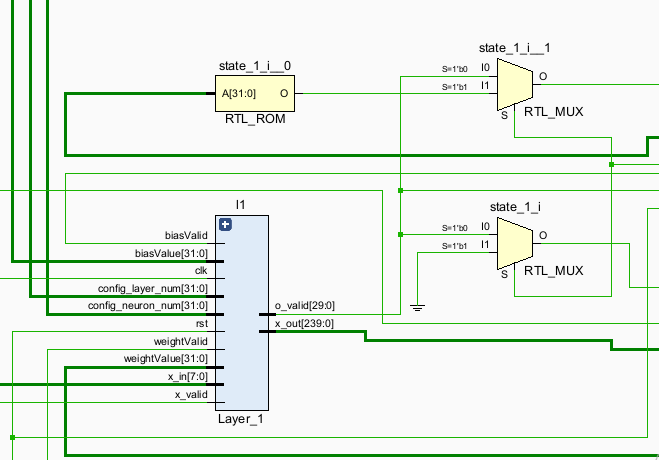 state_1_i__0
A[31:0] O
RTL_ROM
state_1_i__1
S=1'b0 I0
S=1'b1 I1
O
S
RTL_MUX
l1
biasValid
biasValue[31:0]
clk
config_layer_num[31:0]
config_neuron_num[31:0]
rst
weightValid
weightValue[31:0]
x_in[7:0]
x_valid
o_valid[29:0]
x_out[239:0]
Layer_1
state_1_i
S=1'b0 I0
S=1'b1 I1
O
S
RTL_MUX